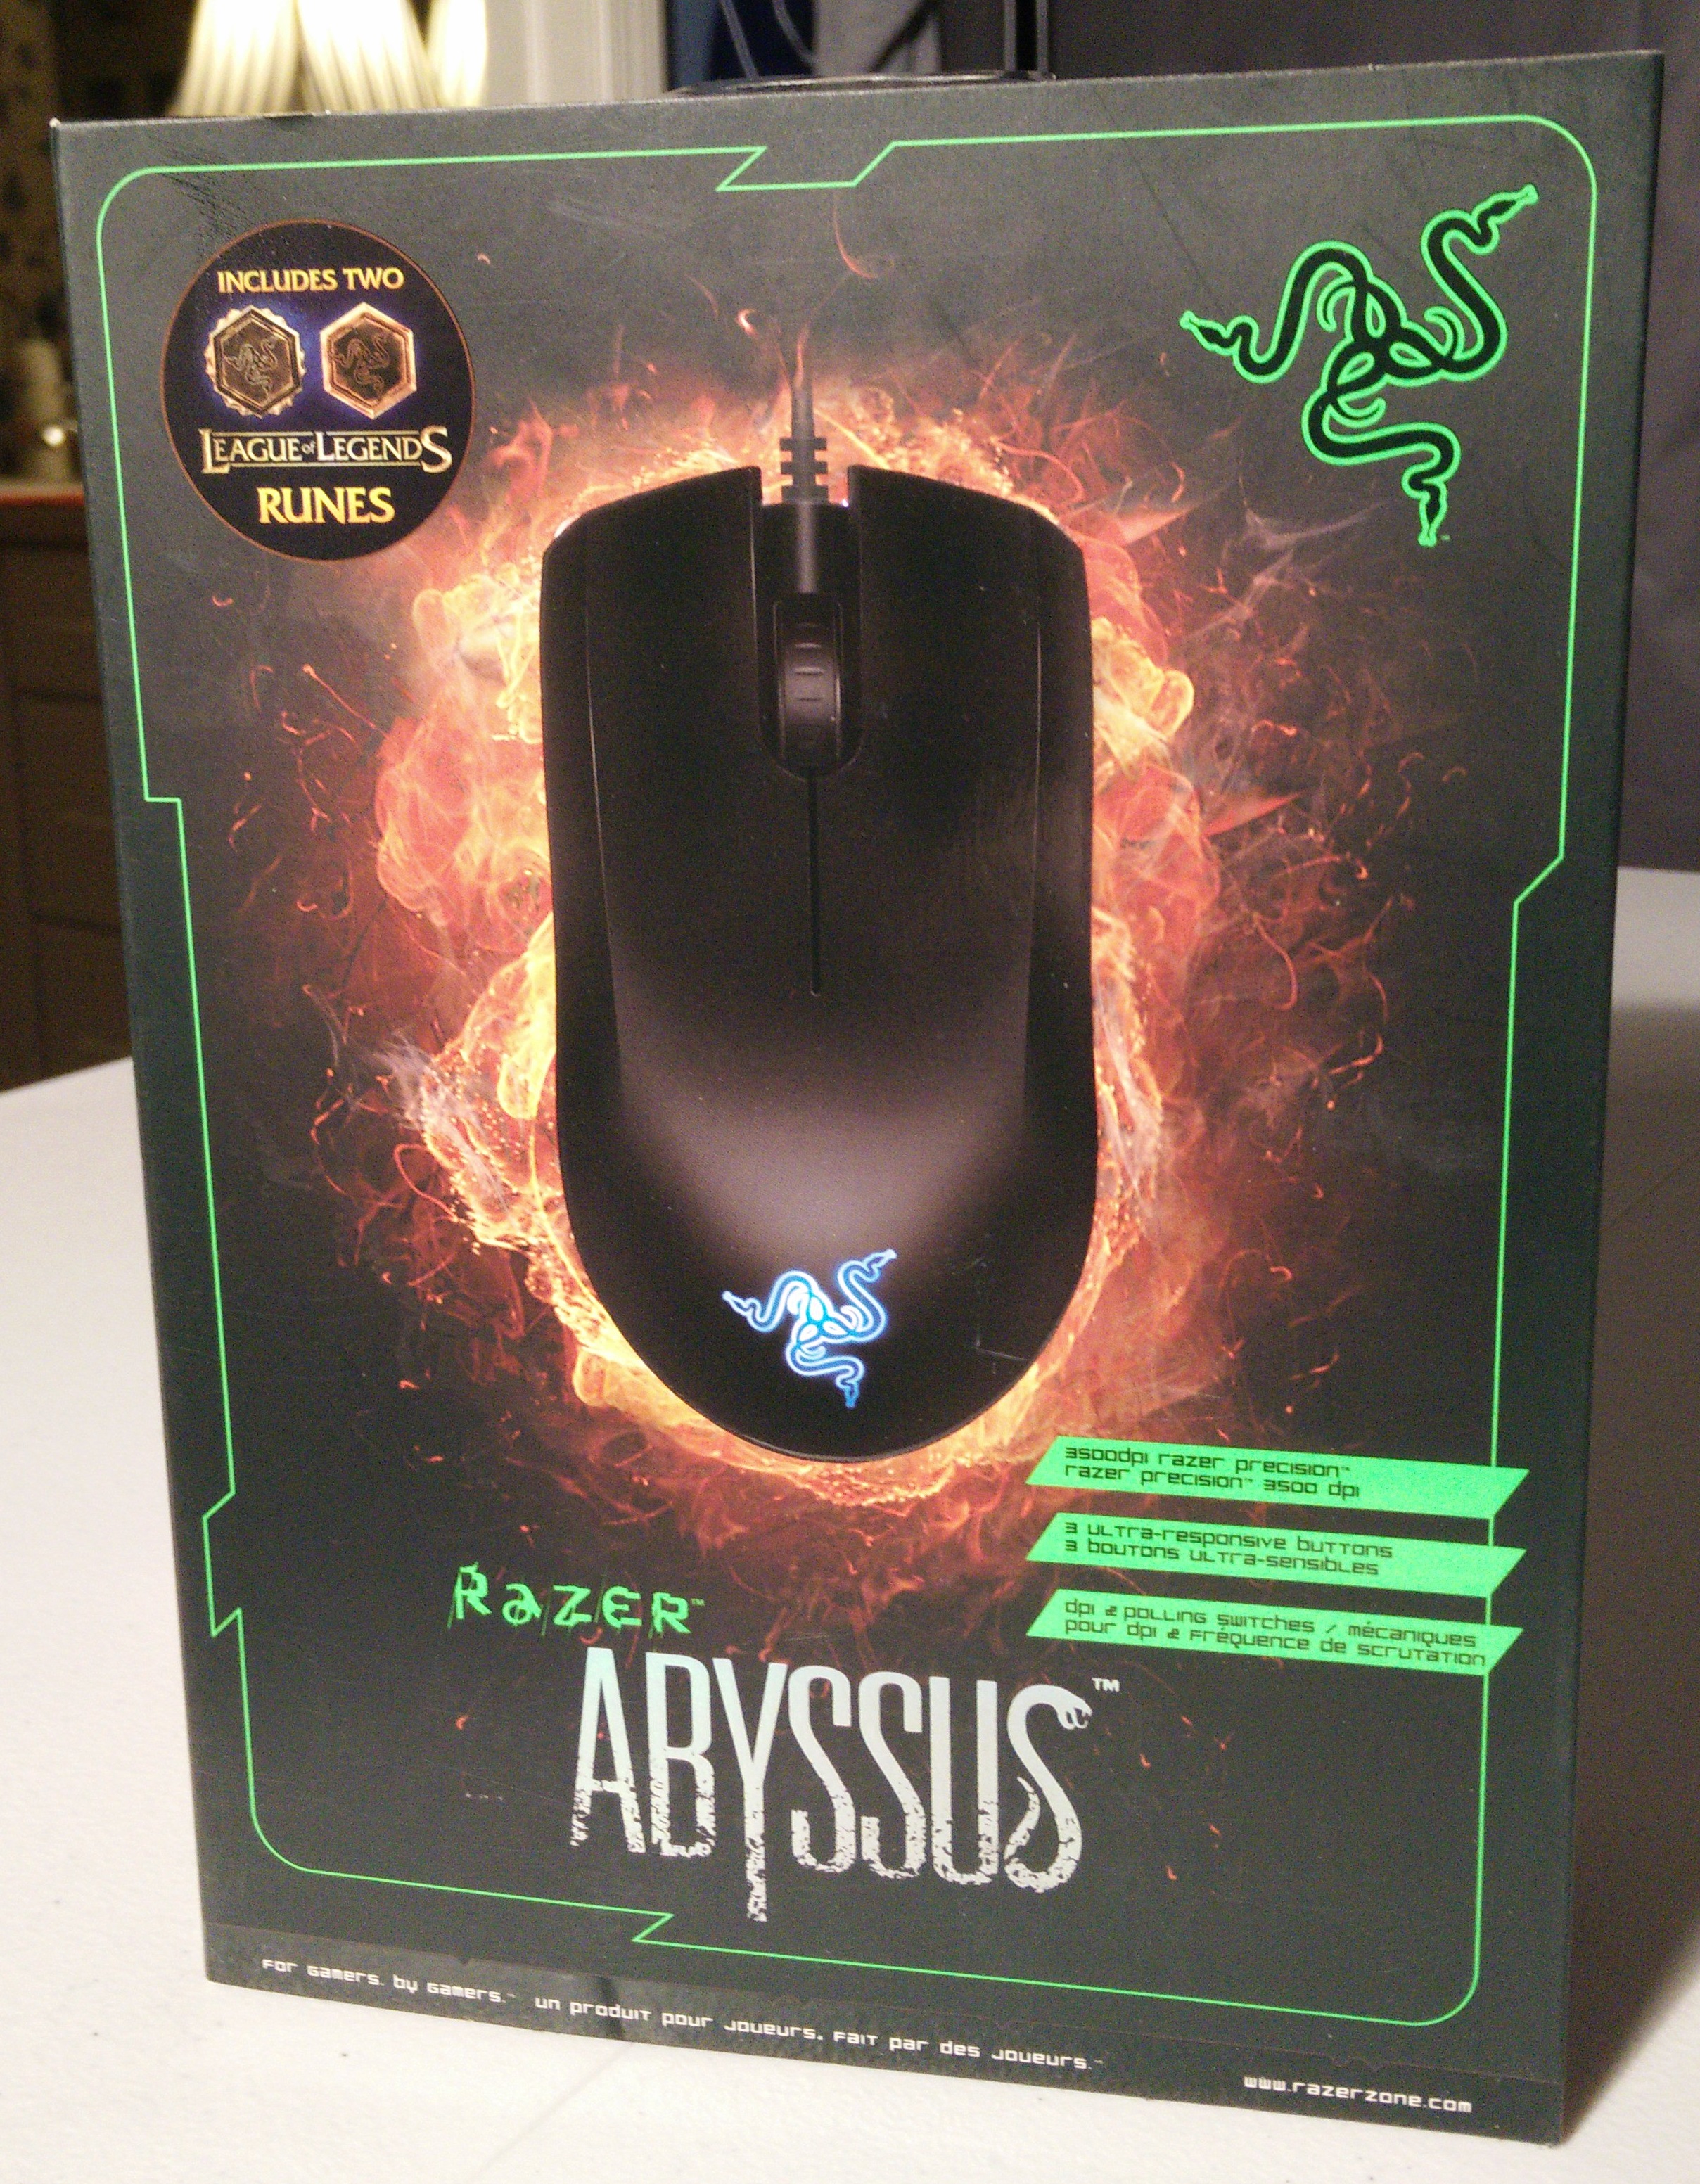 INCLUDES TWO
LEAGUE of LEGENDS
RUNES
3500dpi razer precision™
razer precision™ 3500 dpi
3 ultra-responsive buttons
3 boutons ultra-sensibles
dpi & polling switches / mécaniques
pour dpi & fréquence de scrutation
RAZER™
ABYSSUS™
For gamers. by gamers.™ un produit pour joueurs. fait par des joueurs.™
www.razerzone.com